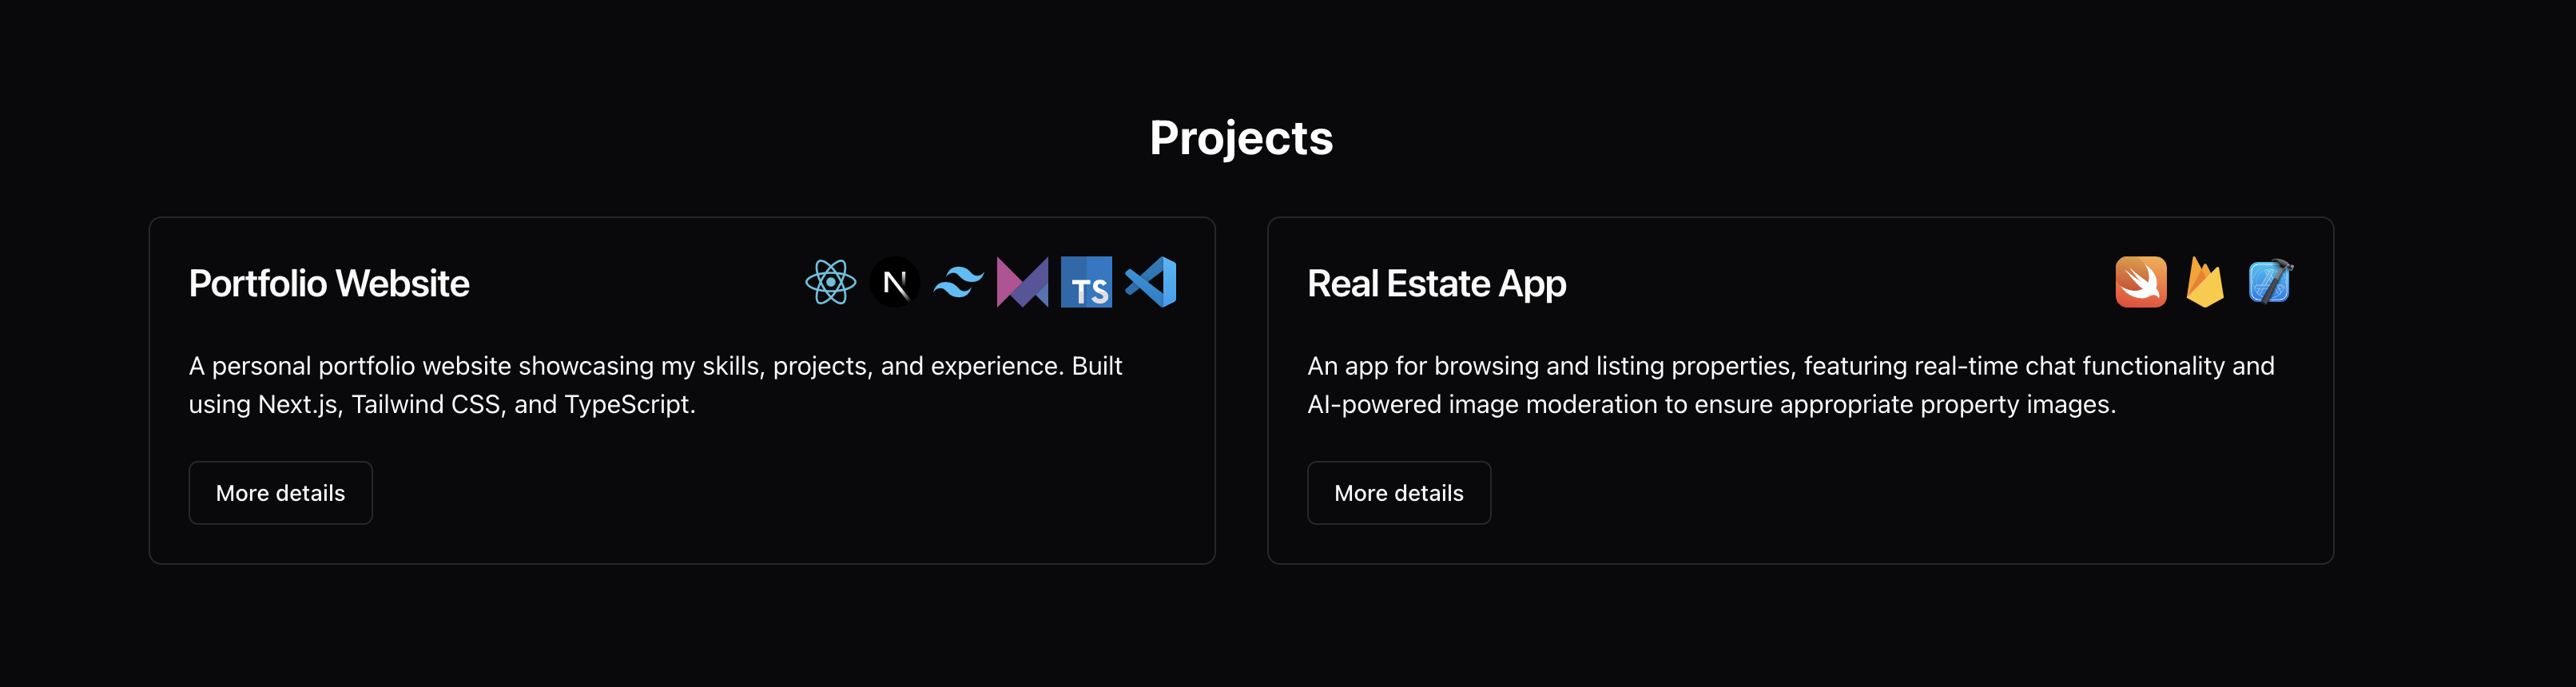 Projects
Portfolio Website
N
TS
A personal portfolio website showcasing my skills, projects, and experience. Built
using Next.js, Tailwind CSS, and TypeScript.
More details
Real Estate App
An app for browsing and listing properties, featuring real-time chat functionality and
AI-powered image moderation to ensure appropriate property images.
More details